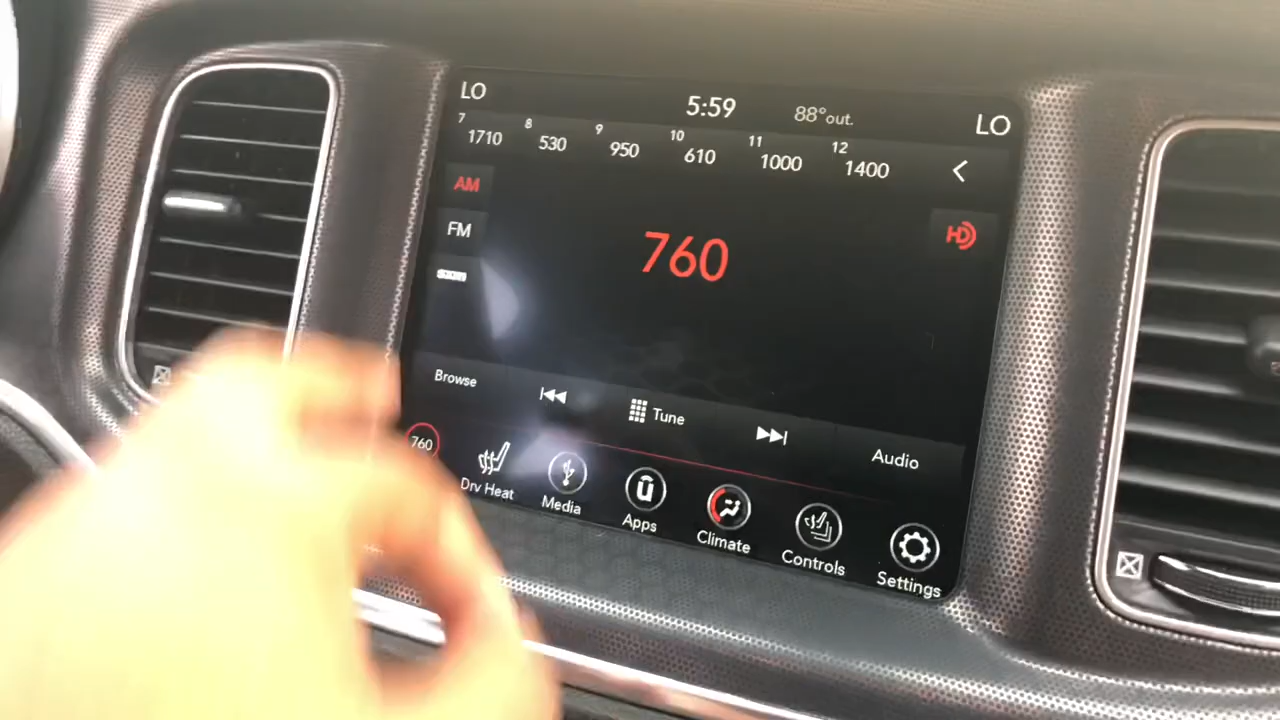 LO 5:59 88°out. LO
7 1710 8 530 9 950 10 610 11 1000 12 1400
AM
HD
FM
760
Browse Tune Audio
760 Drv Heat Media Apps Climate Controls Settings